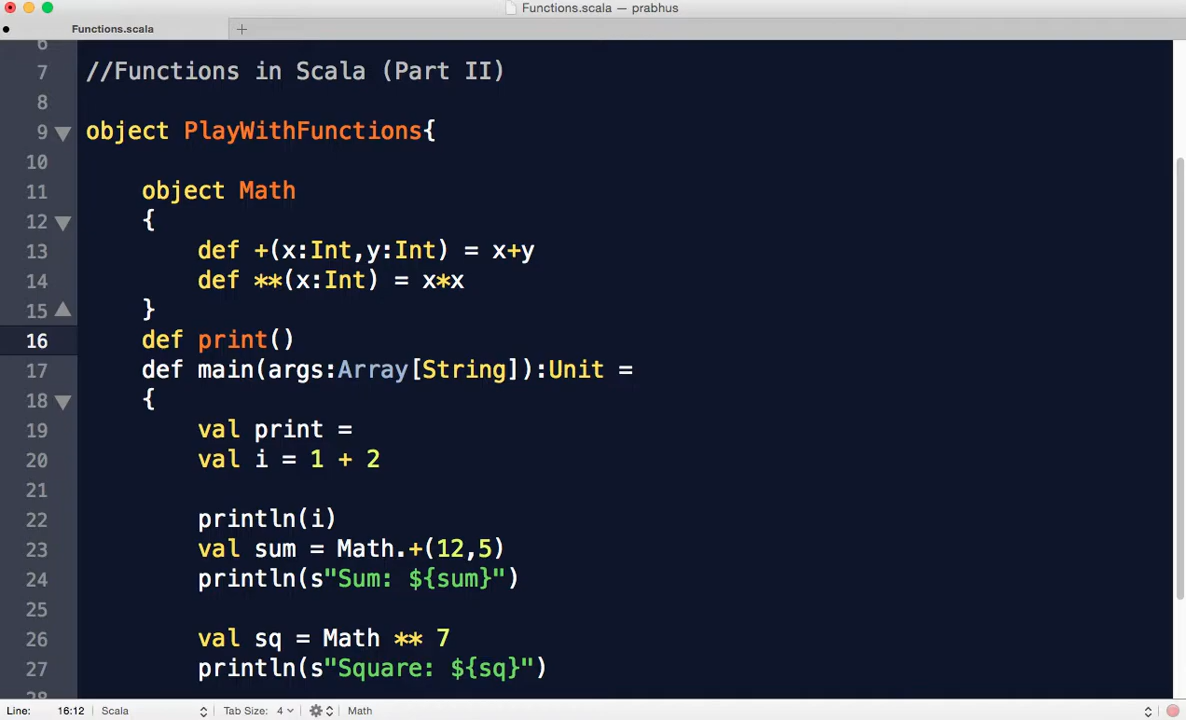 Functions.scala — prabhus
Functions.scala
6
7 //Functions in Scala (Part II)
8
9 object PlayWithFunctions{
10
11 object Math
12 {
13 def +(x:Int,y:Int) = x+y
14 def **(x:Int) = x*x
15 }
16 def print()
17 def main(args:Array[String]):Unit =
18 {
19 val print =
20 val i = 1 + 2
21
22 println(i)
23 val sum = Math.+(12,5)
24 println(s"Sum: ${sum}")
25
26 val sq = Math ** 7
27 println(s"Square: ${sq}")
28
Line: 16:12 Scala Tab Size: 4 Math